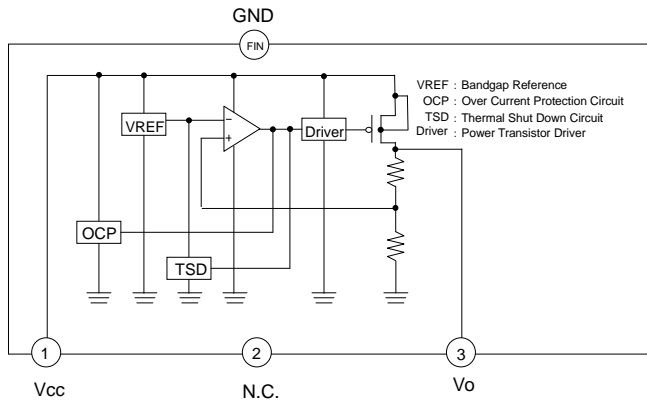 GND
FIN
VREF : Bandgap Reference
OCP : Over Current Protection Circuit
TSD : Thermal Shut Down Circuit
Driver : Power Transistor Driver
VREF
−
+
Driver
OCP
TSD
1
2
3
Vcc
N.C.
Vo